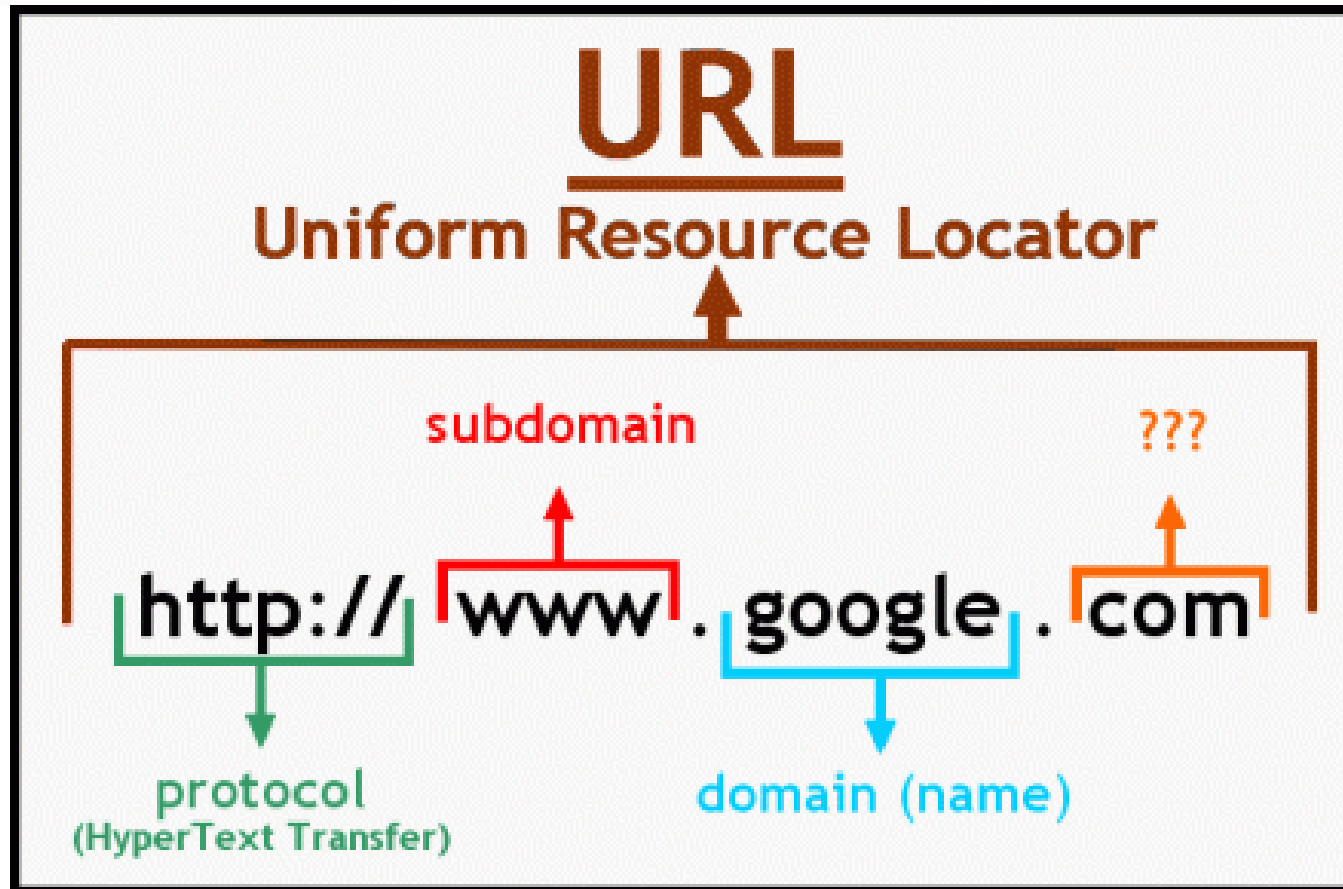 URL
Uniform Resource Locator
subdomain
???
http:// www . google . com
protocol
(HyperText Transfer)
domain (name)